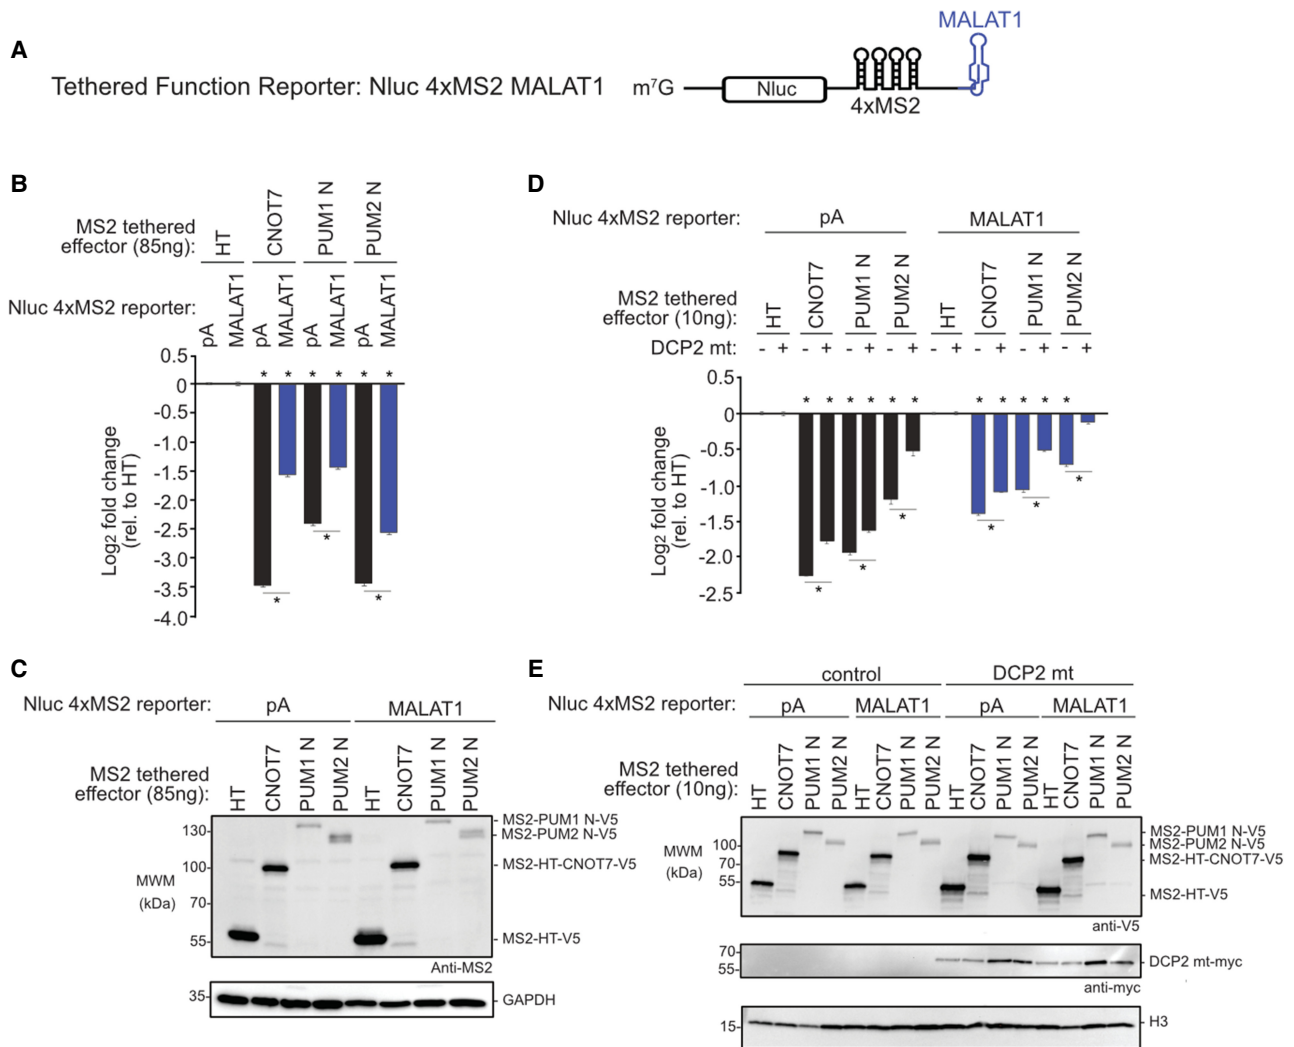 A
Tethered Function Reporter: Nluc 4xMS2 MALAT1
m7G
Nluc
4xMS2
MALAT1
B
MS2 tethered
effector (85ng):
HT
CNOT7
PUM1 N
PUM2 N
Nluc 4xMS2 reporter:
pA
MALAT1
pA
MALAT1
pA
MALAT1
pA
MALAT1
Log2 fold change
(rel. to HT)
0.5
0
-0.5
-1.0
-1.5
-2.0
-2.5
-3.0
-3.5
-4.0
* * * * * *
*
*
*
C
Nluc 4xMS2 reporter:
pA
MALAT1
MS2 tethered
effector (85ng):
HT
CNOT7
PUM1 N
PUM2 N
HT
CNOT7
PUM1 N
PUM2 N
MWM
(kDa)
130-
100-
70-
55-
- MS2-PUM1 N-V5
- MS2-PUM2 N-V5
- MS2-HT-CNOT7-V5
- MS2-HT-V5
Anti-MS2
35-
- GAPDH
D
Nluc 4xMS2 reporter:
pA
MALAT1
MS2 tethered
effector (10ng):
HT
CNOT7
PUM1 N
PUM2 N
HT
CNOT7
PUM1 N
PUM2 N
DCP2 mt:
- + - + - + - + - + - + - + - +
Log2 fold change
(rel. to HT)
0.5
0
-0.5
-1.0
-1.5
-2.0
-2.5
* * * * * * * * * * *
*
*
*
*
*
*
E
control
DCP2 mt
Nluc 4xMS2 reporter:
pA
MALAT1
pA
MALAT1
MS2 tethered
effector (10ng):
HT
CNOT7
PUM1 N
PUM2 N
HT
CNOT7
PUM1 N
PUM2 N
HT
CNOT7
PUM1 N
PUM2 N
HT
CNOT7
PUM1 N
PUM2 N
MWM
(kDa)
100-
70-
55-
- MS2-PUM1 N-V5
- MS2-PUM2 N-V5
- MS2-HT-CNOT7-V5
- MS2-HT-V5
anti-V5
70-
55-
- DCP2 mt-myc
anti-myc
15-
- H3